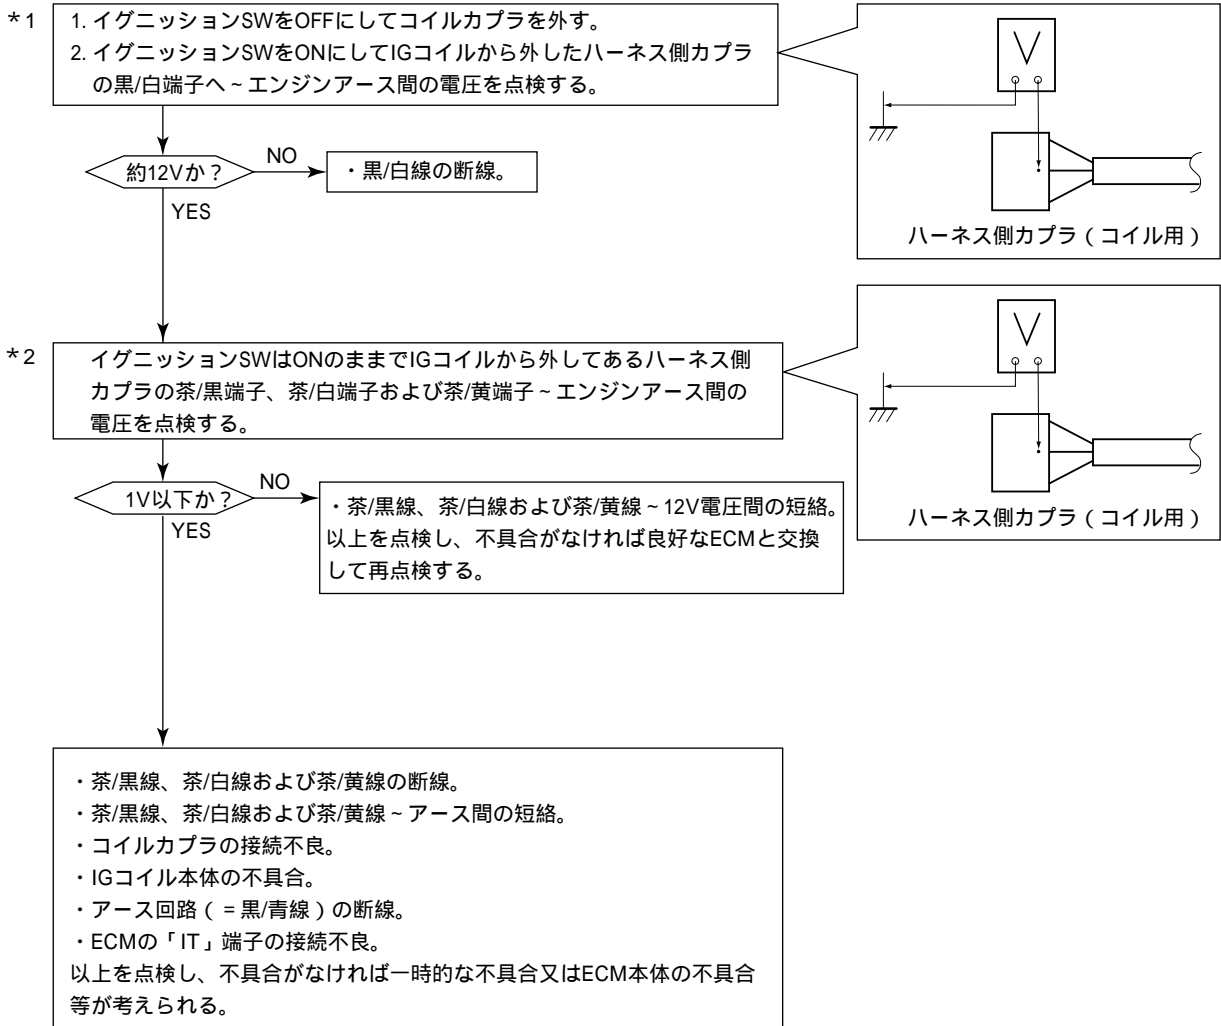 *1
1. イグニッションSWをOFFにしてコイルカプラを外す。
2. イグニッションSWをONにしてIGコイルから外したハーネス側カプラ
の黒/白端子へ~エンジンアース間の電圧を点検する。
V
ハーネス側カプラ(コイル用)
約12Vか?
NO
・黒/白線の断線。
YES
*2
イグニッションSWはONのままでIGコイルから外してあるハーネス側
カプラの茶/黒端子、茶/白端子および茶/黄端子~エンジンアース間の
電圧を点検する。
V
ハーネス側カプラ(コイル用)
1V以下か?
NO
・茶/黒線、茶/白線および茶/黄線~12V電圧間の短絡。
以上を点検し、不具合がなければ良好なECMと交換
して再点検する。
YES
・茶/黒線、茶/白線および茶/黄線の断線。
・茶/黒線、茶/白線および茶/黄線~アース間の短絡。
・コイルカプラの接続不良。
・IGコイル本体の不具合。
・アース回路(=黒/青線)の断線。
・ECMの「IT」端子の接続不良。
以上を点検し、不具合がなければ一時的な不具合又はECM本体の不具合
等が考えられる。